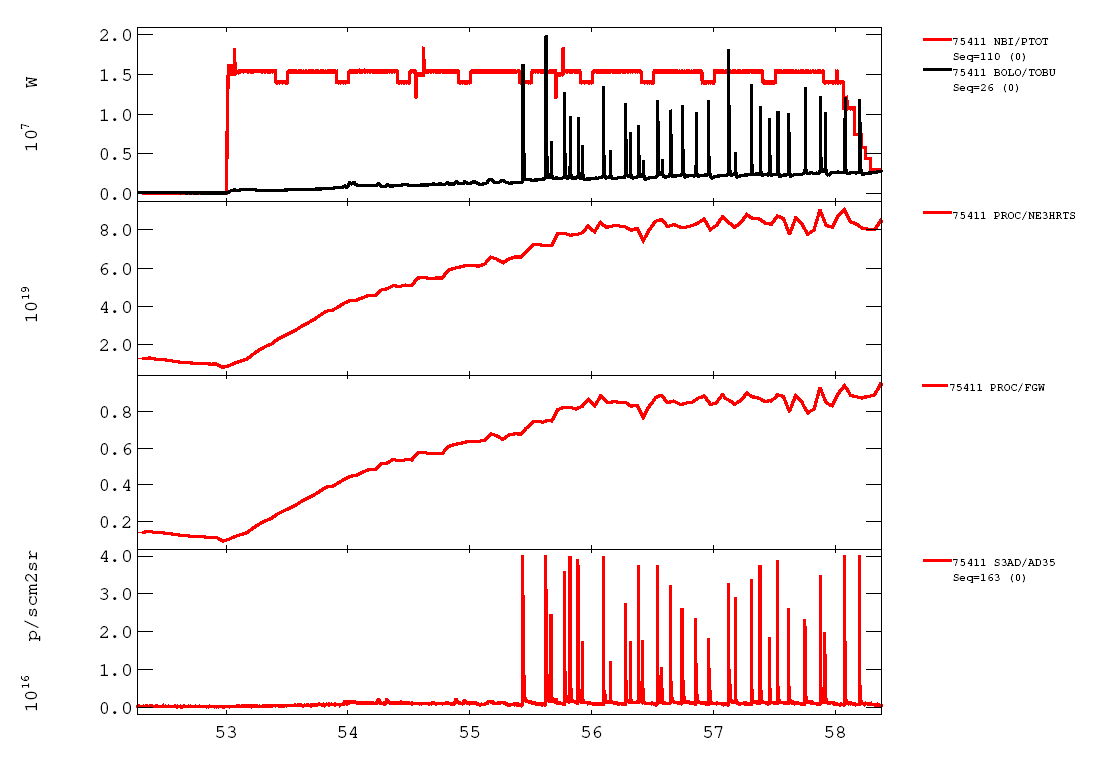 2.0
1.5
1.0
0.5
0.0
10⁷ W
75411 NBI/PTOT
Seq=110 (0)
75411 BOLO/TOBU
Seq=26 (0)
8.0
6.0
4.0
2.0
10¹⁹
75411 PROC/NE3HRTS
0.8
0.6
0.4
0.2
75411 PROC/FGW
4.0
3.0
2.0
1.0
0.0
10¹⁶ p/scm2sr
75411 S3AD/AD35
Seq=163 (0)
53 54 55 56 57 58